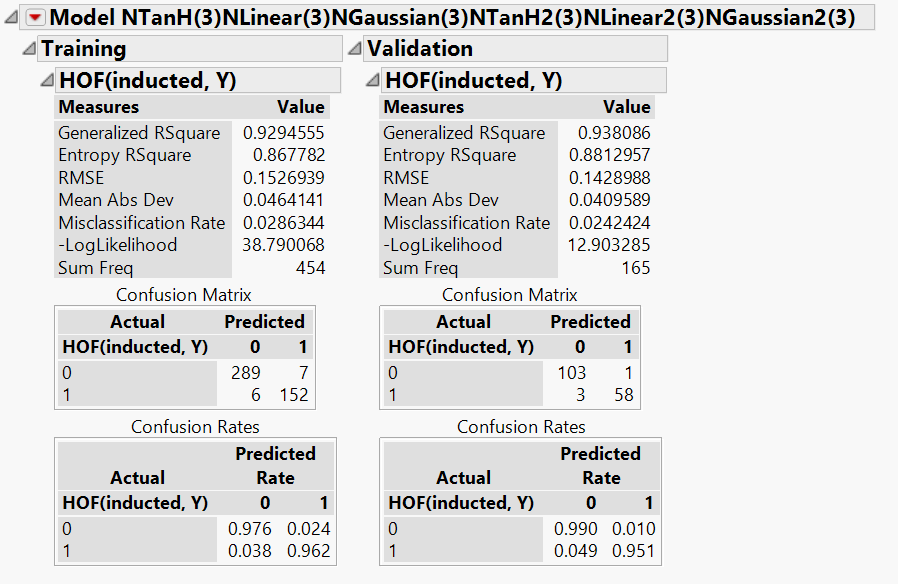 Model NTanH(3)NLinear(3)NGaussian(3)NTanH2(3)NLinear2(3)NGaussian2(3)
Training
HOF(inducted, Y)
Measures Value
Generalized RSquare 0.9294555
Entropy RSquare 0.867782
RMSE 0.1526939
Mean Abs Dev 0.0464141
Misclassification Rate 0.0286344
-LogLikelihood 38.790068
Sum Freq 454
Confusion Matrix
Actual Predicted
HOF(inducted, Y) 0 1
0 289 7
1 6 152
Confusion Rates
Predicted
Actual Rate
HOF(inducted, Y) 0 1
0 0.976 0.024
1 0.038 0.962
Validation
HOF(inducted, Y)
Measures Value
Generalized RSquare 0.938086
Entropy RSquare 0.8812957
RMSE 0.1428988
Mean Abs Dev 0.0409589
Misclassification Rate 0.0242424
-LogLikelihood 12.903285
Sum Freq 165
Confusion Matrix
Actual Predicted
HOF(inducted, Y) 0 1
0 103 1
1 3 58
Confusion Rates
Predicted
Actual Rate
HOF(inducted, Y) 0 1
0 0.990 0.010
1 0.049 0.951